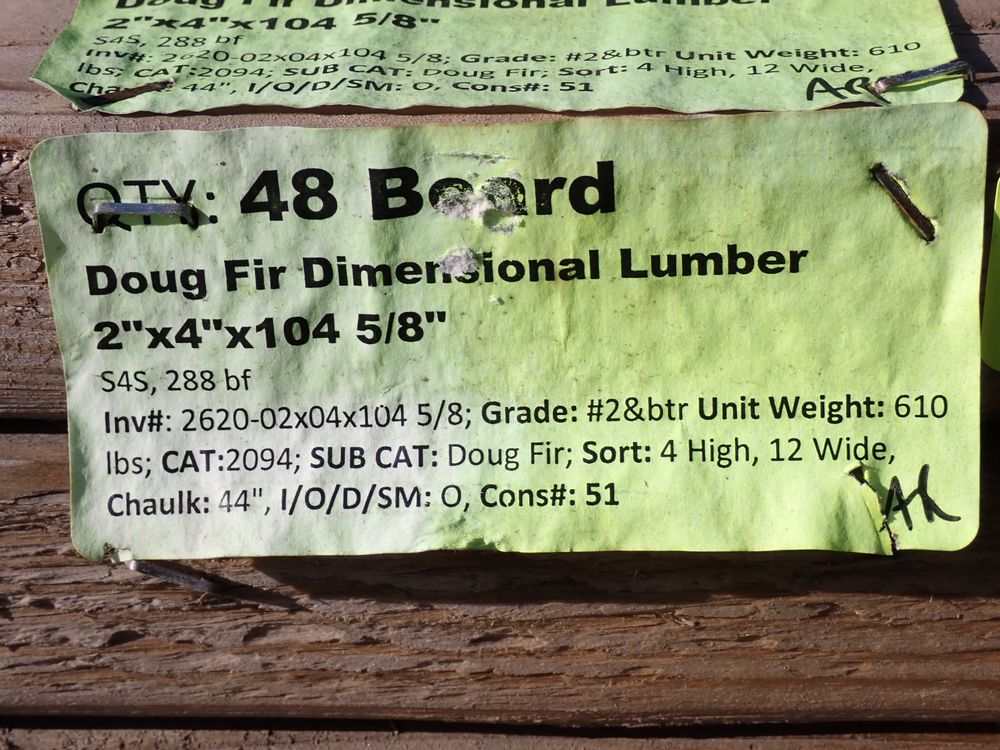 Doug Fir Dimensional Lumber
2"x4"x104 5/8"
S4S, 288 bf
Inv#: 2620-02x04x104 5/8; Grade: #2&btr Unit Weight: 610
lbs; CAT:2094; SUB CAT: Doug Fir; Sort: 4 High, 12 Wide,
Chaulk: 44", I/O/D/SM: O, Cons#: 51
AR
QTY: 48 Board
Doug Fir Dimensional Lumber
2"x4"x104 5/8"
S4S, 288 bf
Inv#: 2620-02x04x104 5/8; Grade: #2&btr Unit Weight: 610
lbs; CAT:2094; SUB CAT: Doug Fir; Sort: 4 High, 12 Wide,
Chaulk: 44", I/O/D/SM: O, Cons#: 51
AR